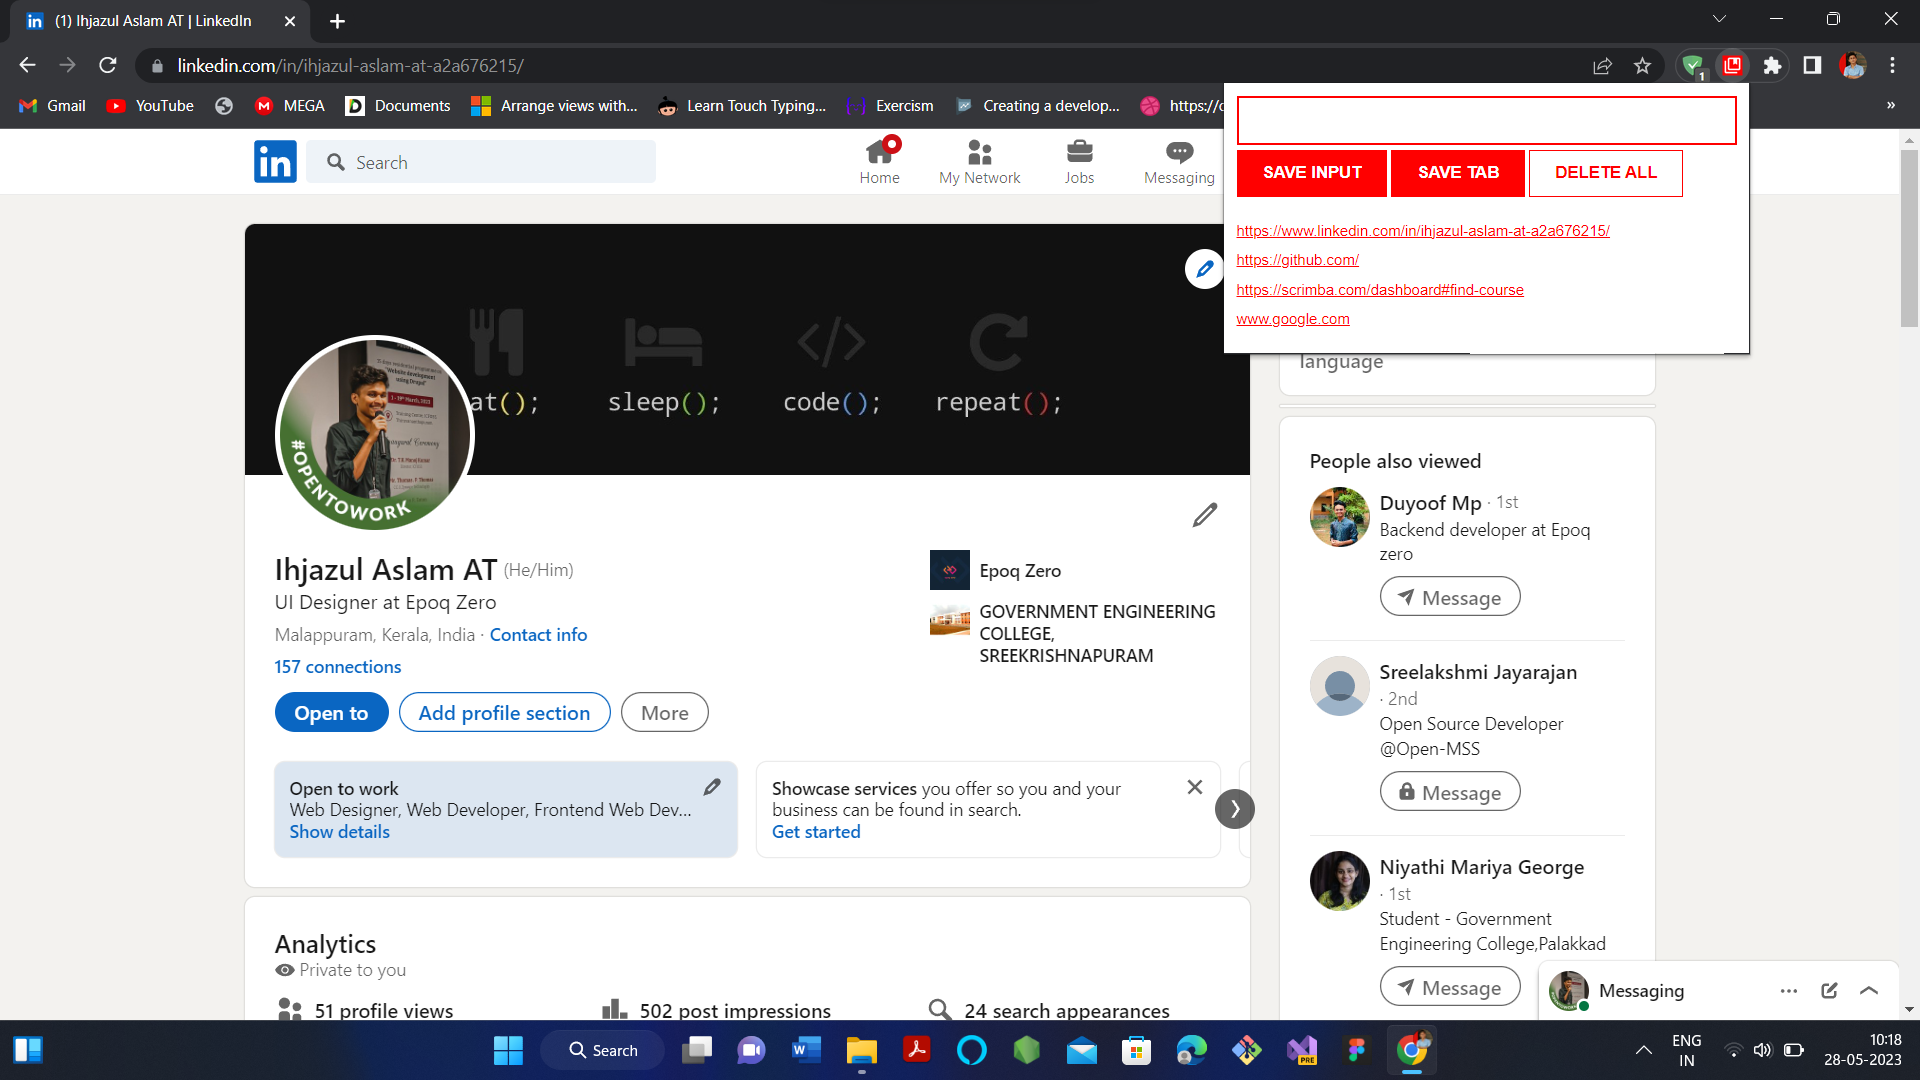 (1) Ihjazul Aslam AT | LinkedIn
linkedin.com/in/ihjazul-aslam-at-a2a676215/
1
Gmail
YouTube
MEGA
Documents
Arrange views with...
Learn Touch Typing...
Exercism
Creating a develop...
https://c
»
in
Search
Home
My Network
Jobs
Messaging
SAVE INPUT
SAVE TAB
DELETE ALL
https://www.linkedin.com/in/ihjazul-aslam-at-a2a676215/
https://github.com/
https://scrimba.com/dashboard#find-course
www.google.com
language
at();
sleep();
code();
repeat();
"Website development
using Drupal"
Inaugural Ceremony
#OPENTOWORK
Ihjazul Aslam AT (He/Him)
UI Designer at Epoq Zero
Malappuram, Kerala, India · Contact info
157 connections
Epoq Zero
GOVERNMENT ENGINEERING
COLLEGE,
SREEKRISHNAPURAM
Open to
Add profile section
More
Open to work
Web Designer, Web Developer, Frontend Web Dev...
Show details
Showcase services you offer so you and your
business can be found in search.
Get started
Analytics
Private to you
51 profile views
502 post impressions
24 search appearances
People also viewed
Duyoof Mp · 1st
Backend developer at Epoq
zero
Message
Sreelakshmi Jayarajan
· 2nd
Open Source Developer
@Open-MSS
Message
Niyathi Mariya George
· 1st
Student - Government
Engineering College,Palakkad
Message
Messaging
Search
PRE
ENG
IN
10:18
28-05-2023